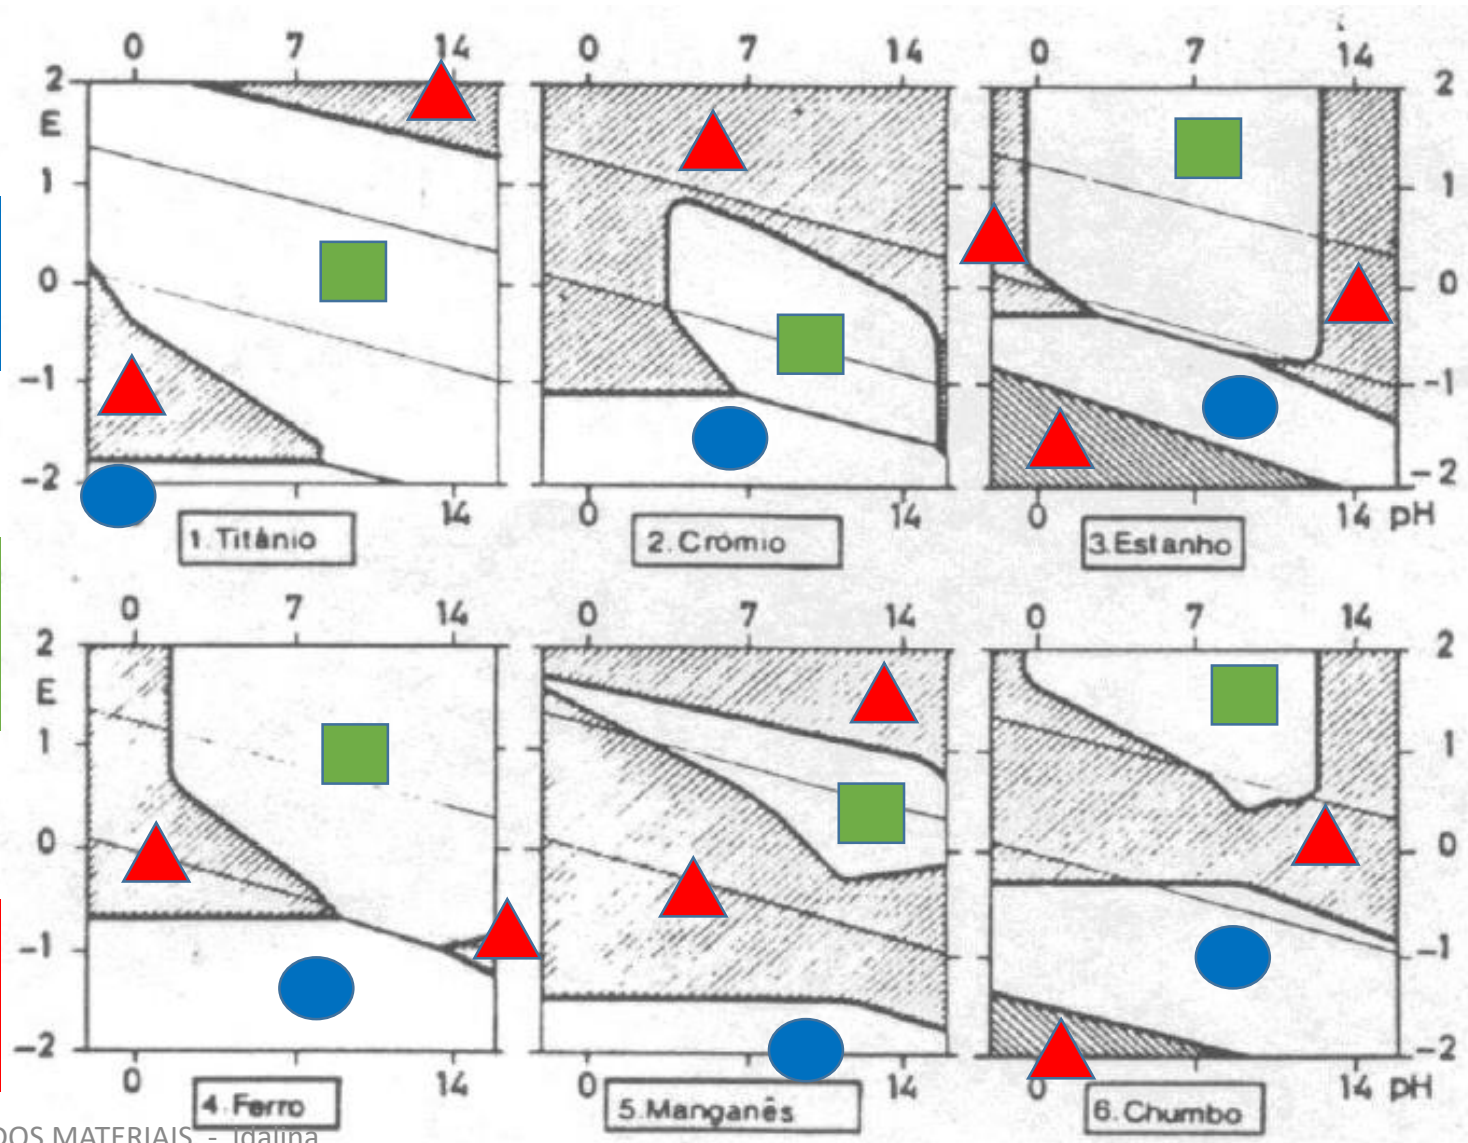 0 7 14 0 7 14 0 7 14
2 2
E
1 1
0 0
-1 -1
-2 -2
7 14 0 14 0 14 pH
1.Titânio 2.Crómio 3.Estanho
0 7 14 0 7 14 0 7 14
2 2
E
1 1
0 0
-1 -1
-2 -2
0 14 0 14 0 14 pH
4.Ferro 5.Manganês 6.Chumbo
DOS MATERIAIS - Idalina